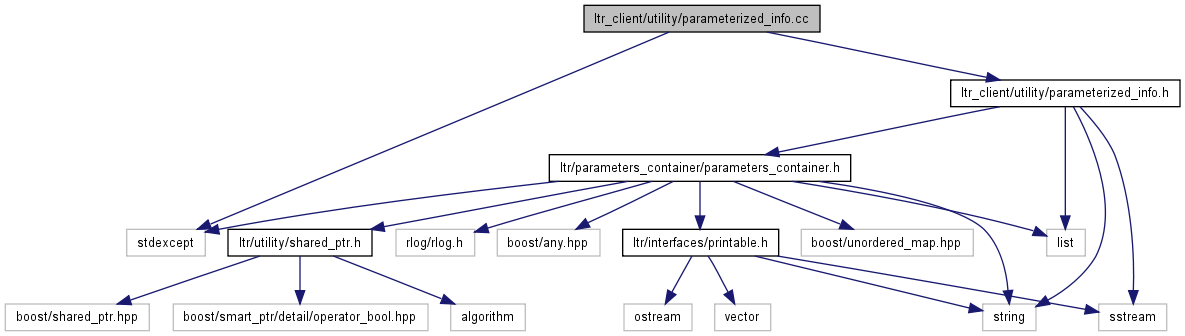 ltr_client/utility/parameterized_info.cc
ltr_client/utility/parameterized_info.h
ltr/parameters_container/parameters_container.h
stdexcept
ltr/utility/shared_ptr.h
rlog/rlog.h
boost/any.hpp
ltr/interfaces/printable.h
boost/unordered_map.hpp
list
boost/shared_ptr.hpp
boost/smart_ptr/detail/operator_bool.hpp
algorithm
ostream
vector
string
sstream